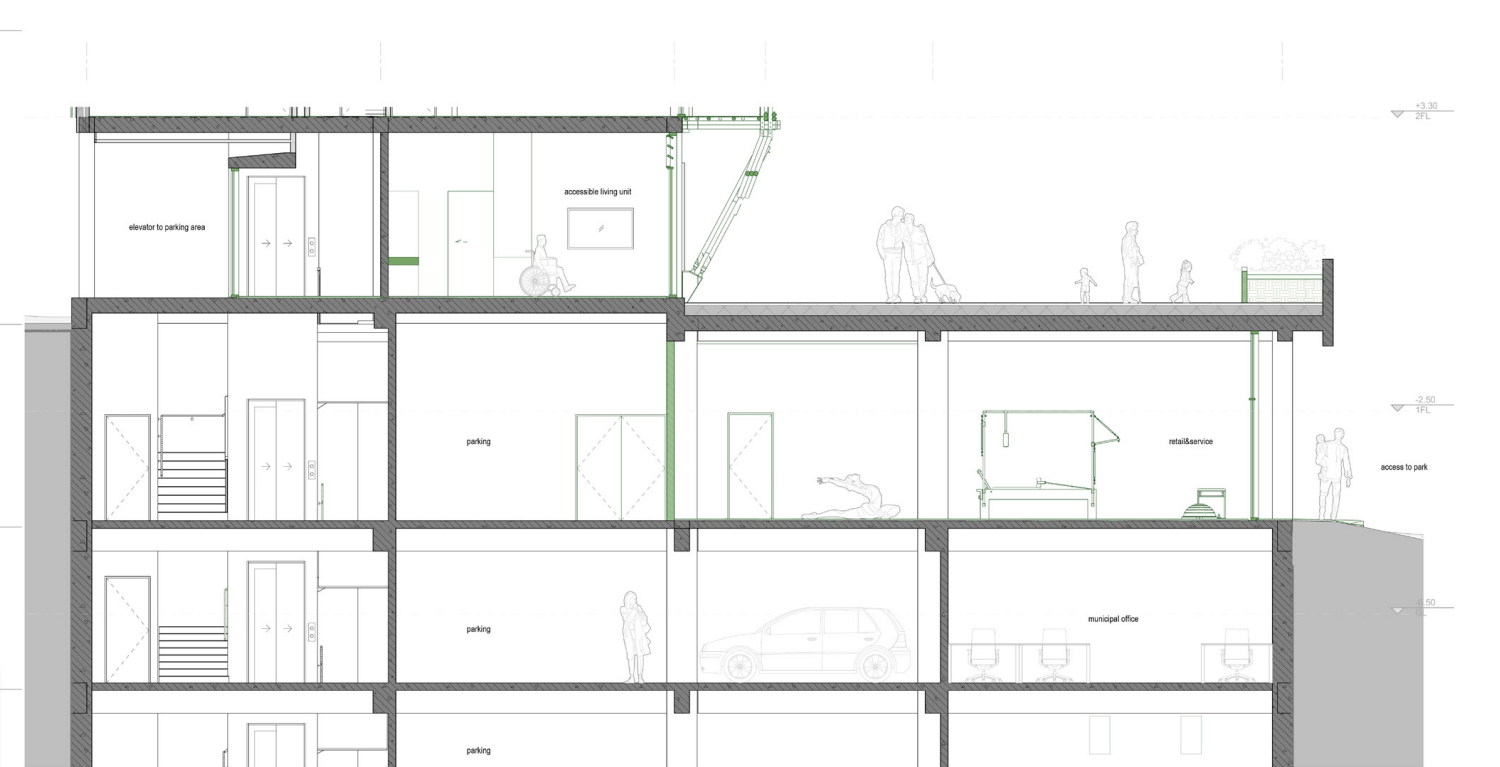 +3.30
2FL
accessible living unit
elevator to parking area
-2.50
1FL
parking
retail&service
access to park
municipal office
parking
parking